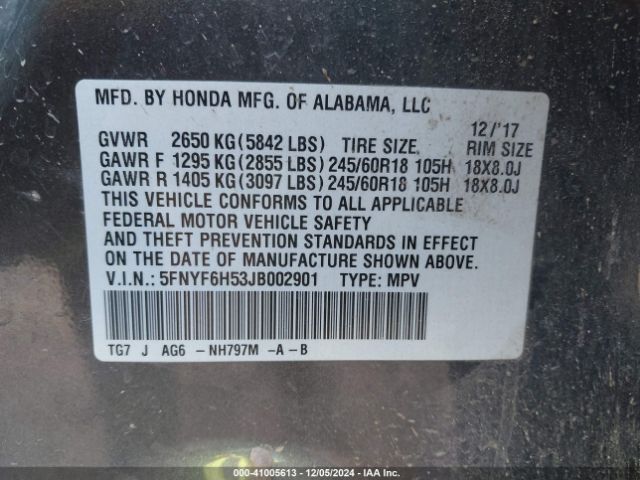 MFD. BY HONDA MFG. OF ALABAMA, LLC
12/'17
GVWR 2650 KG(5842 LBS) TIRE SIZE RIM SIZE
GAWR F 1295 KG(2855 LBS) 245/60R18 105H 18X8.0J
GAWR R 1405 KG(3097 LBS) 245/60R18 105H 18X8.0J
THIS VEHICLE CONFORMS TO ALL APPLICABLE
FEDERAL MOTOR VEHICLE SAFETY
AND THEFT PREVENTION STANDARDS IN EFFECT
ON THE DATE OF MANUFACTURE SHOWN ABOVE.
V.I.N.: 5FNYF6H53JB002901 TYPE: MPV
TG7 J AG6 -NH797M -A-B
000-41005613 - 12/05/2024 - IAA Inc.